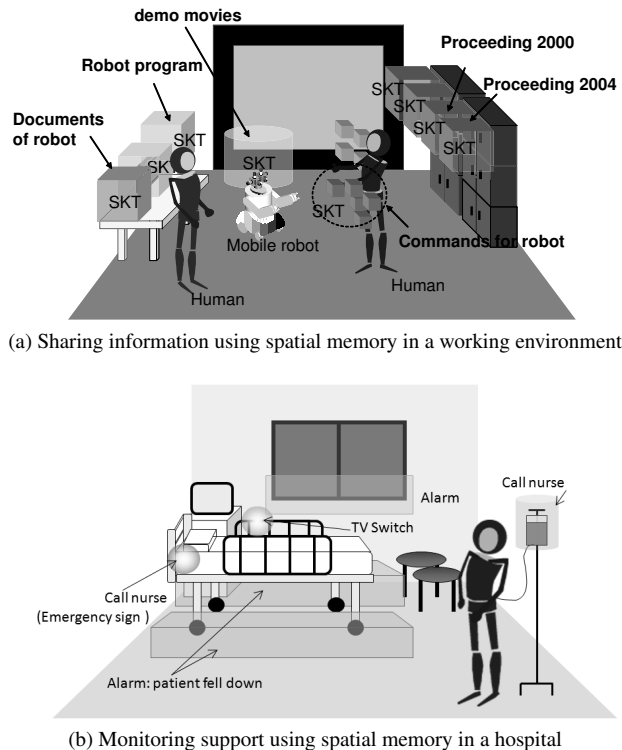 demo movies
Proceeding 2000
Robot program
Proceeding 2004
Documents
of robot
SKT
SKT
SKT
SKT
SKT
SKT
SKT
SKT
SKT
Mobile robot
Commands for robot
Human
Human
(a) Sharing information using spatial memory in a working environment
Call nurse
Alarm
TV Switch
Call nurse
(Emergency sign )
Alarm: patient fell down
(b) Monitoring support using spatial memory in a hospital